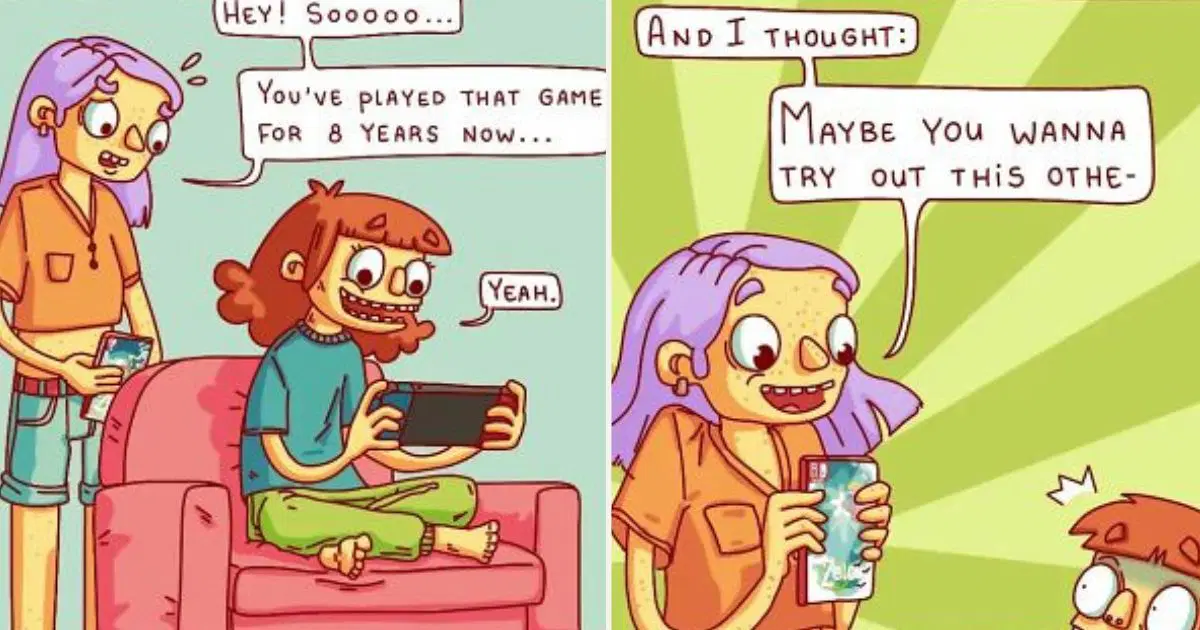 Hey! Sooooo...
You've played that game
for 8 years now...
Yeah.
And I thought:
Maybe you wanna
try out this othe-
Zelda